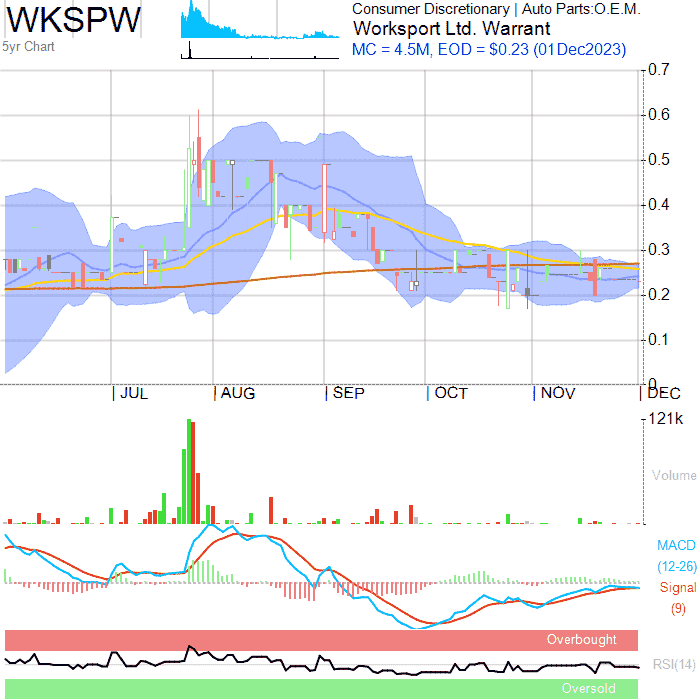 WKSPW
5yr Chart
Consumer Discretionary | Auto Parts:O.E.M.
Worksport Ltd. Warrant
MC = 4.5M, EOD = $0.23 (01Dec2023)
0.7
0.6
0.5
0.4
0.3
0.2
0.1
0
| JUL | AUG | SEP | OCT | NOV | DEC
121k
Volume
MACD
(12-26)
Signal
(9)
Overbought
RSI(14)
Oversold